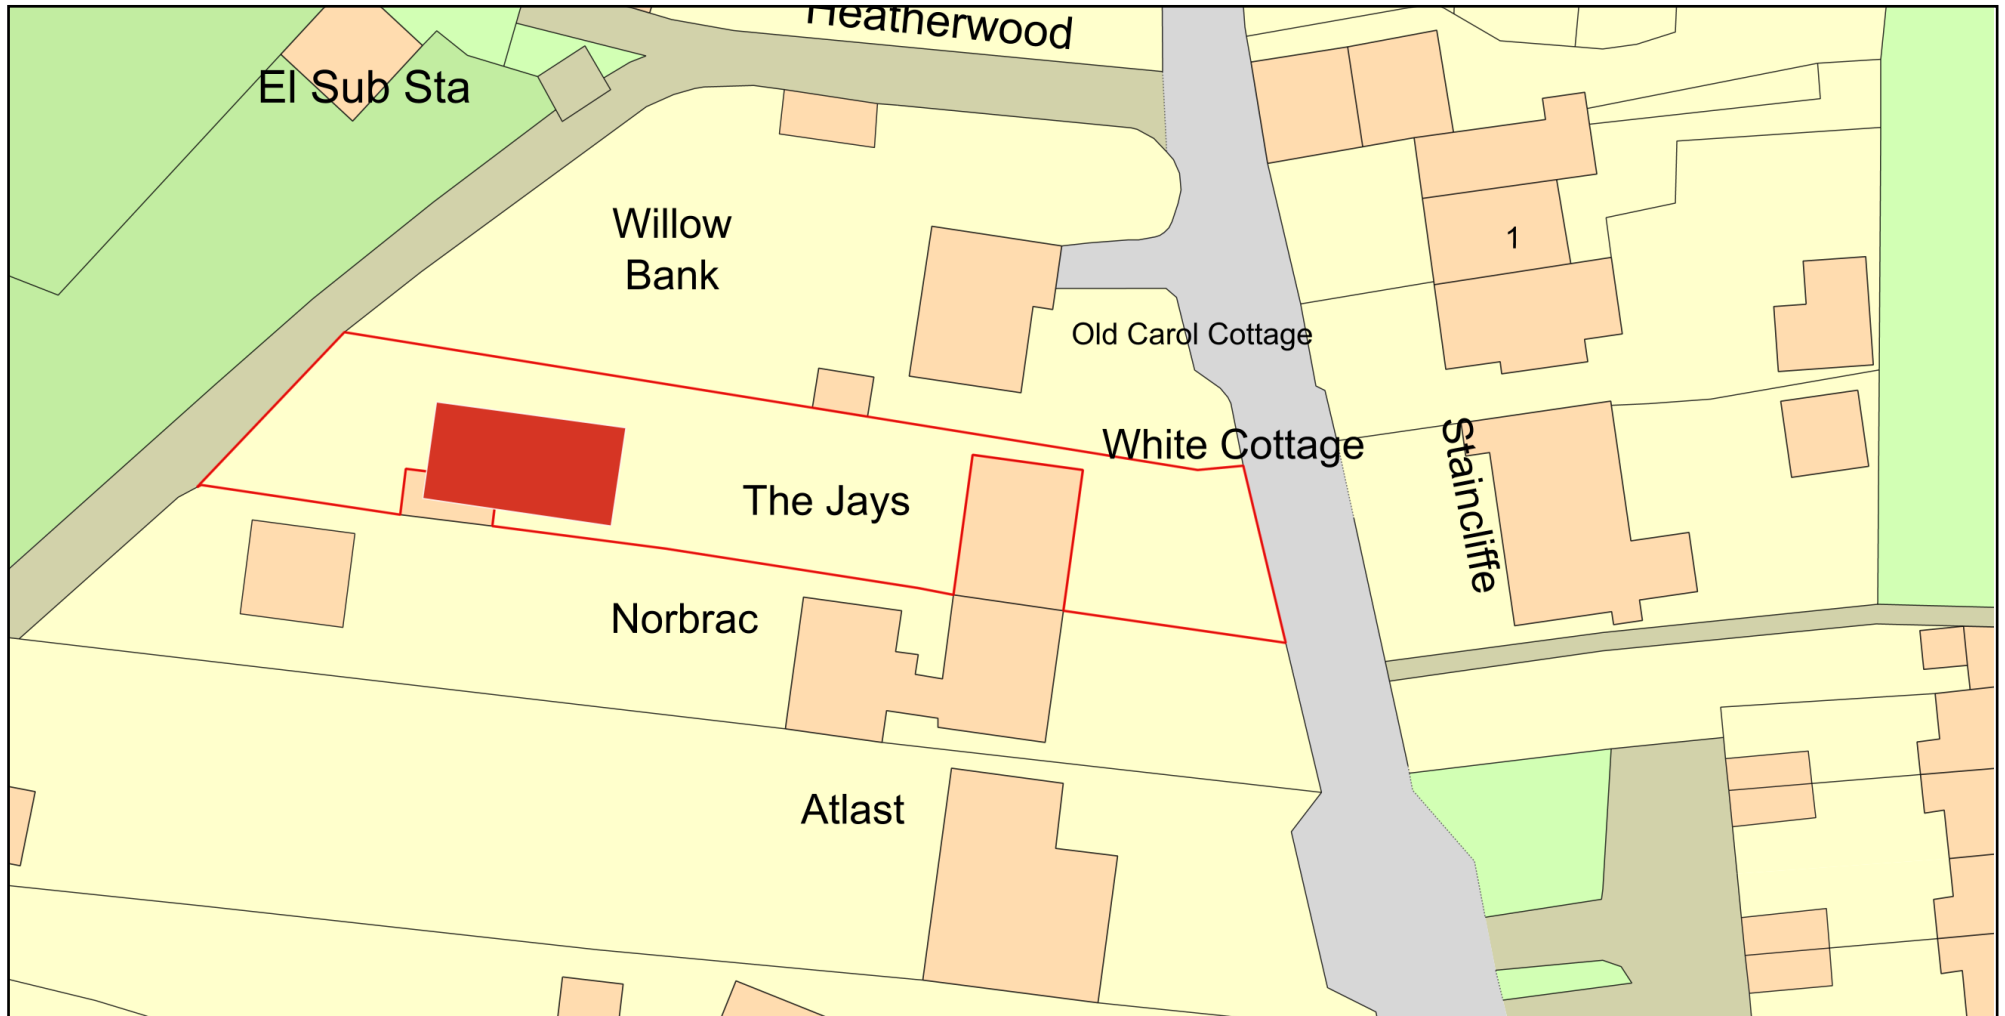 Heatherwood
El Sub Sta
Willow
Bank
1
Old Carol Cottage
White Cottage
The Jays
Staincliffe
Norbrac
Atlast